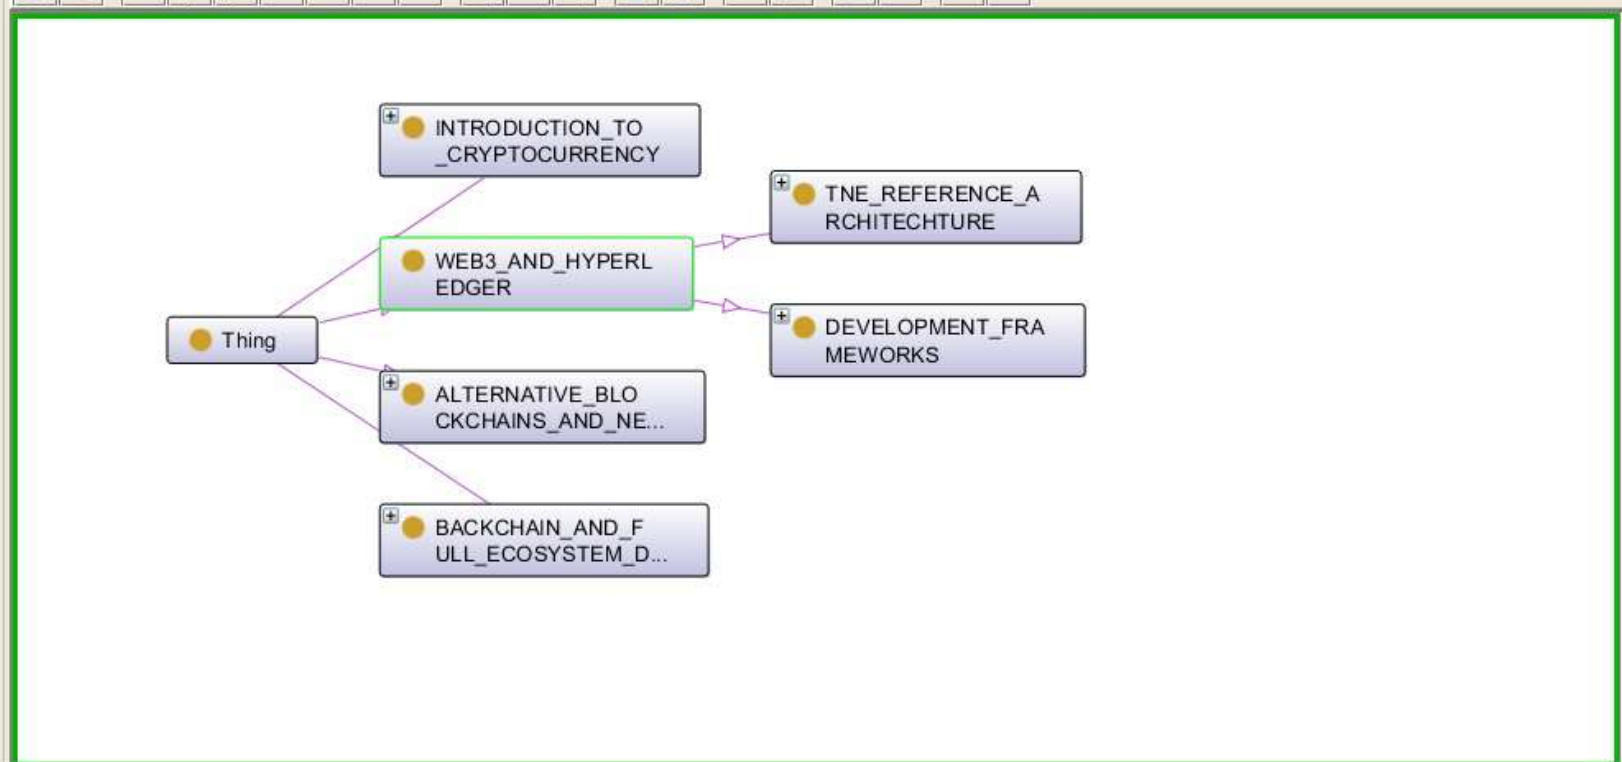 INTRODUCTION_TO
_CRYPTOCURRENCY
TNE_REFERENCE_A
RCHITECHTURE
WEB3_AND_HYPERL
EDGER
DEVELOPMENT_FRA
MEWORKS
Thing
ALTERNATIVE_BLO
CKCHAINS_AND_NE...
BACKCHAIN_AND_F
ULL_ECOSYSTEM_D...